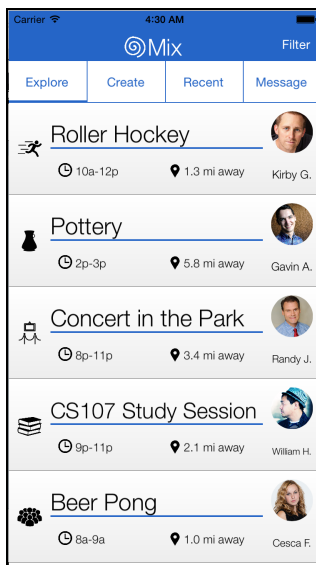 Carrier 4:30 AM
Mix Filter
Explore Create Recent Message
Roller Hockey
10a-12p 1.3 mi away Kirby G.
Pottery
2p-3p 5.8 mi away Gavin A.
Concert in the Park
8p-11p 3.4 mi away Randy J.
CS107 Study Session
9p-11p 2.1 mi away William H.
Beer Pong
8a-9a 1.0 mi away Cesca F.